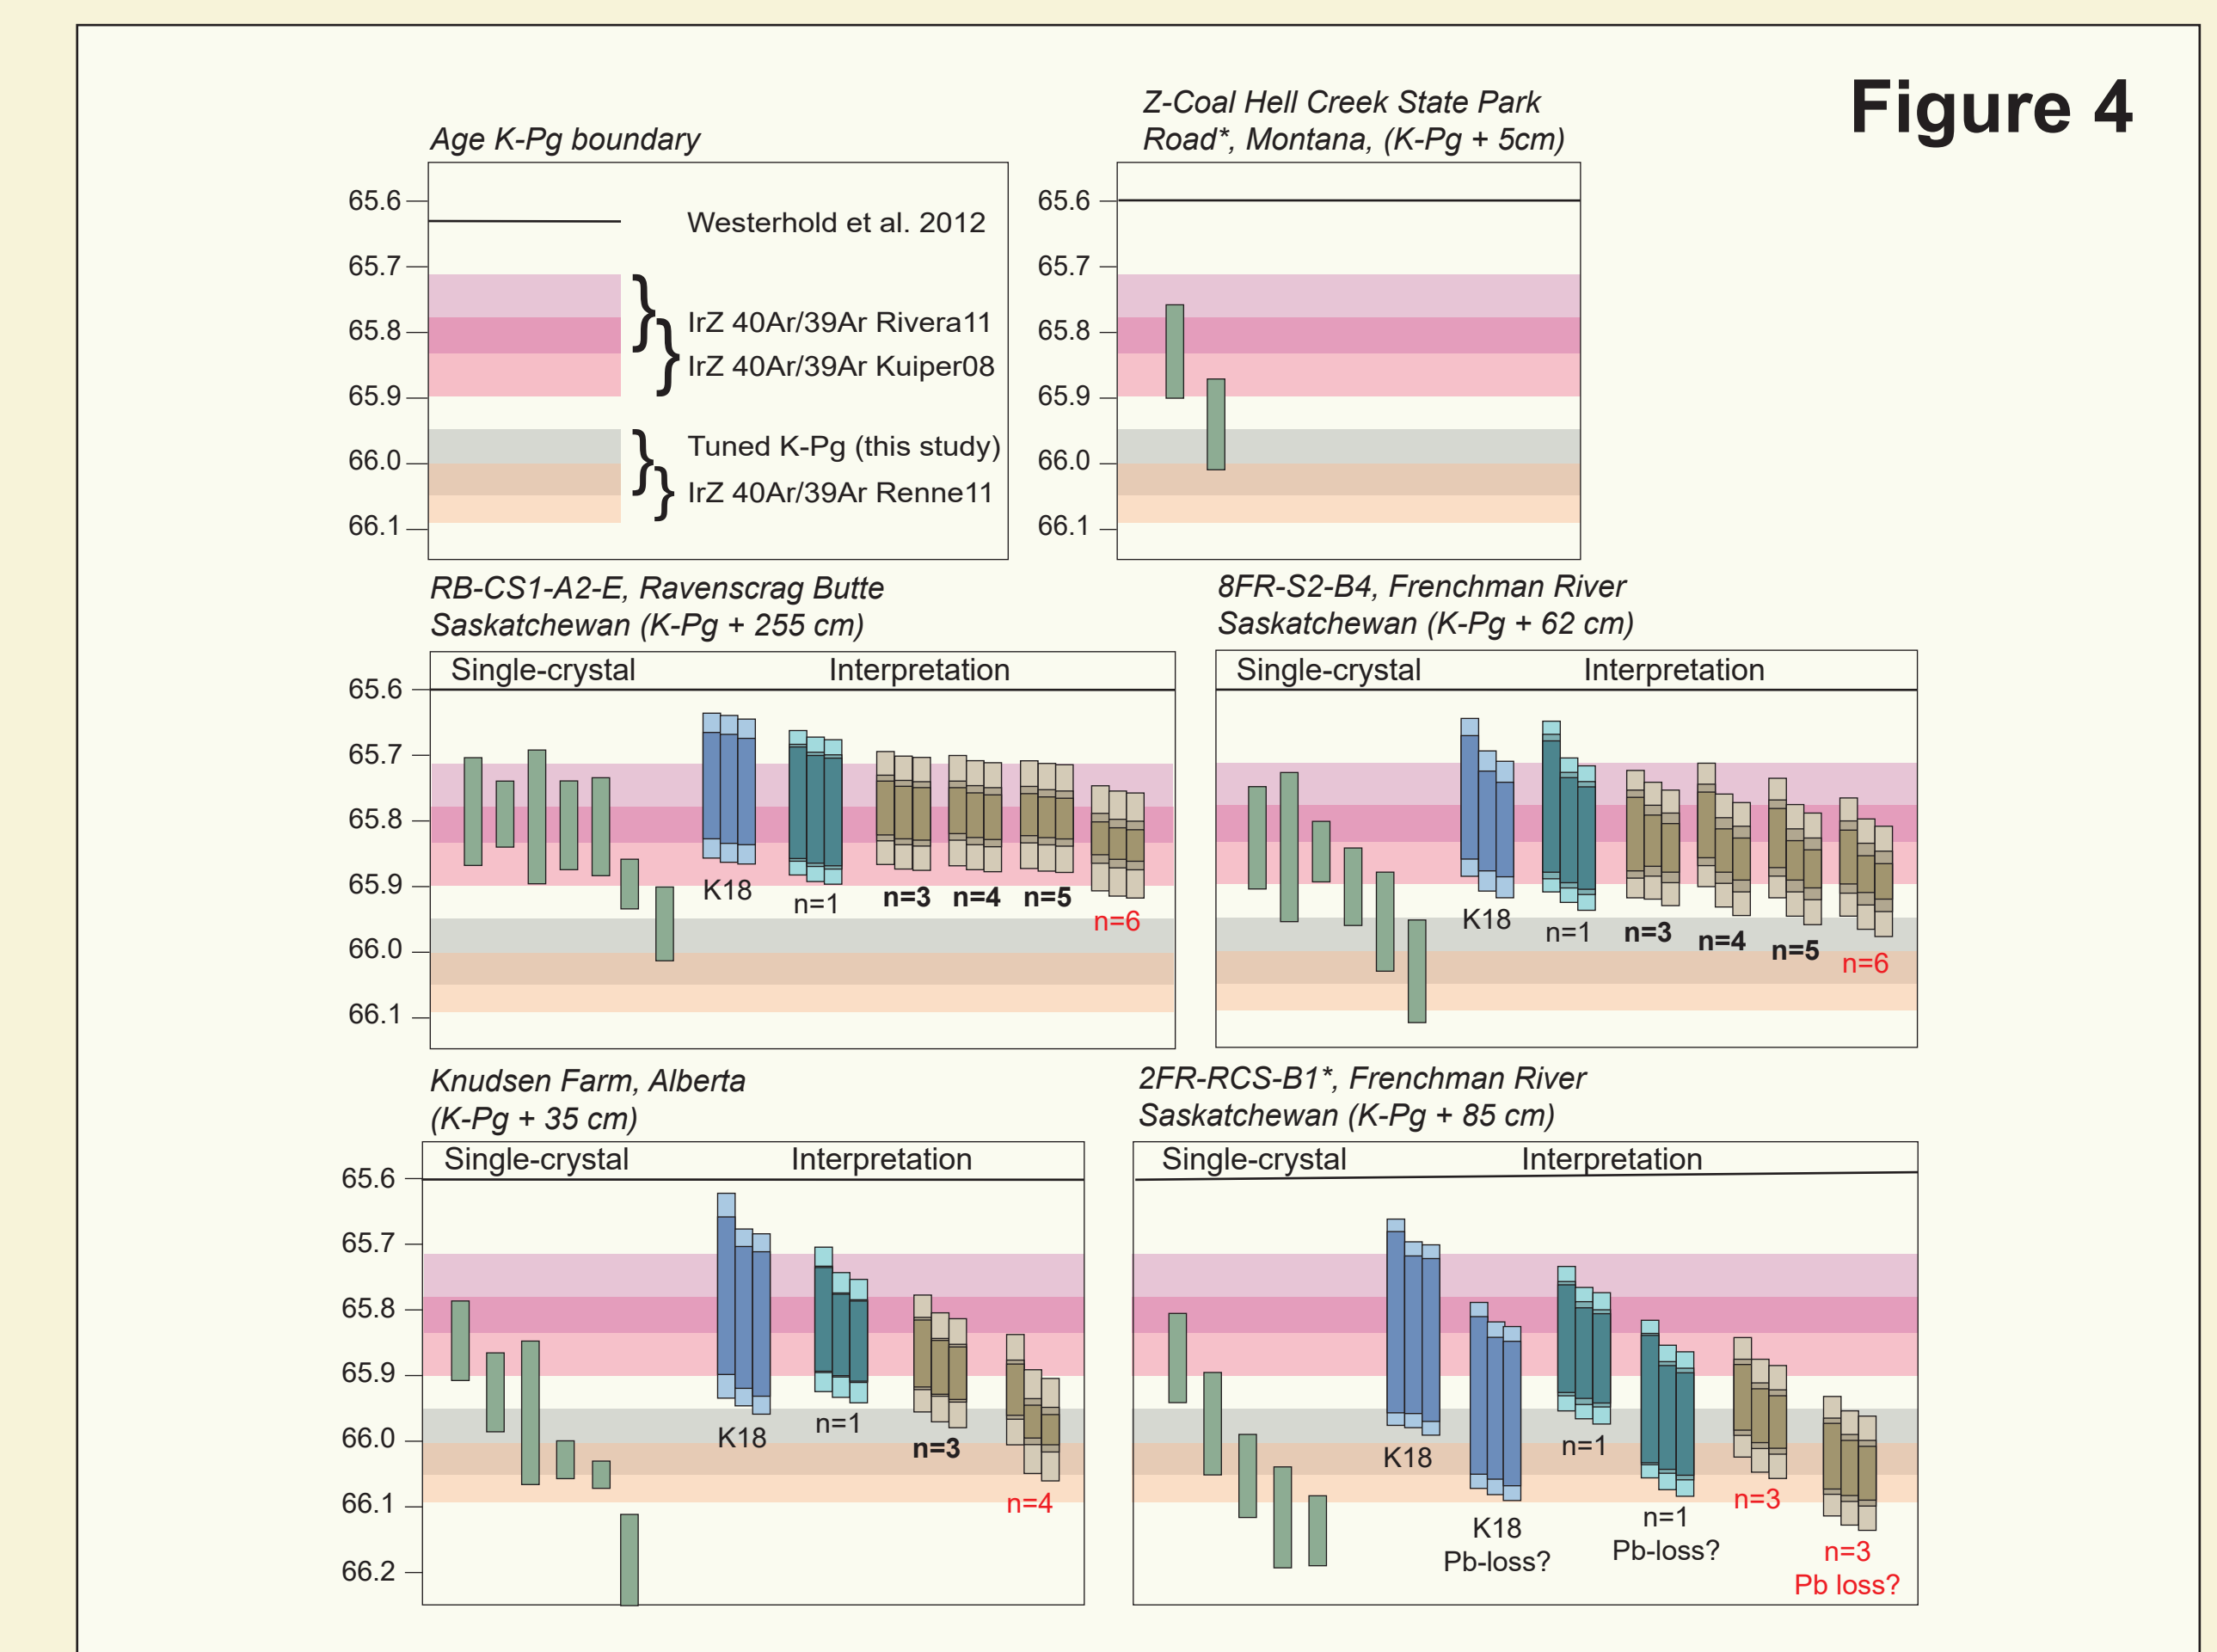 Figure 4
Age K-Pg boundary
65.6
65.7
65.8
65.9
66.0
66.1
Westerhold et al. 2012
IrZ 40Ar/39Ar Rivera11
IrZ 40Ar/39Ar Kuiper08
Tuned K-Pg (this study)
IrZ 40Ar/39Ar Renne11
Z-Coal Hell Creek State Park
Road*, Montana, (K-Pg + 5cm)
65.6
65.7
65.8
65.9
66.0
66.1
RB-CS1-A2-E, Ravenscrag Butte
Saskatchewan (K-Pg + 255 cm)
Single-crystal Interpretation
65.6
65.7
65.8
65.9
66.0
66.1
K18
n=1
n=3
n=4
n=5
n=6
8FR-S2-B4, Frenchman River
Saskatchewan (K-Pg + 62 cm)
Single-crystal Interpretation
K18
n=1
n=3
n=4
n=5
n=6
Knudsen Farm, Alberta
(K-Pg + 35 cm)
Single-crystal Interpretation
65.6
65.7
65.8
65.9
66.0
66.1
66.2
K18
n=1
n=3
n=4
2FR-RCS-B1*, Frenchman River
Saskatchewan (K-Pg + 85 cm)
Single-crystal Interpretation
K18
K18
Pb-loss?
n=1
n=1
Pb-loss?
n=3
n=3
Pb loss?